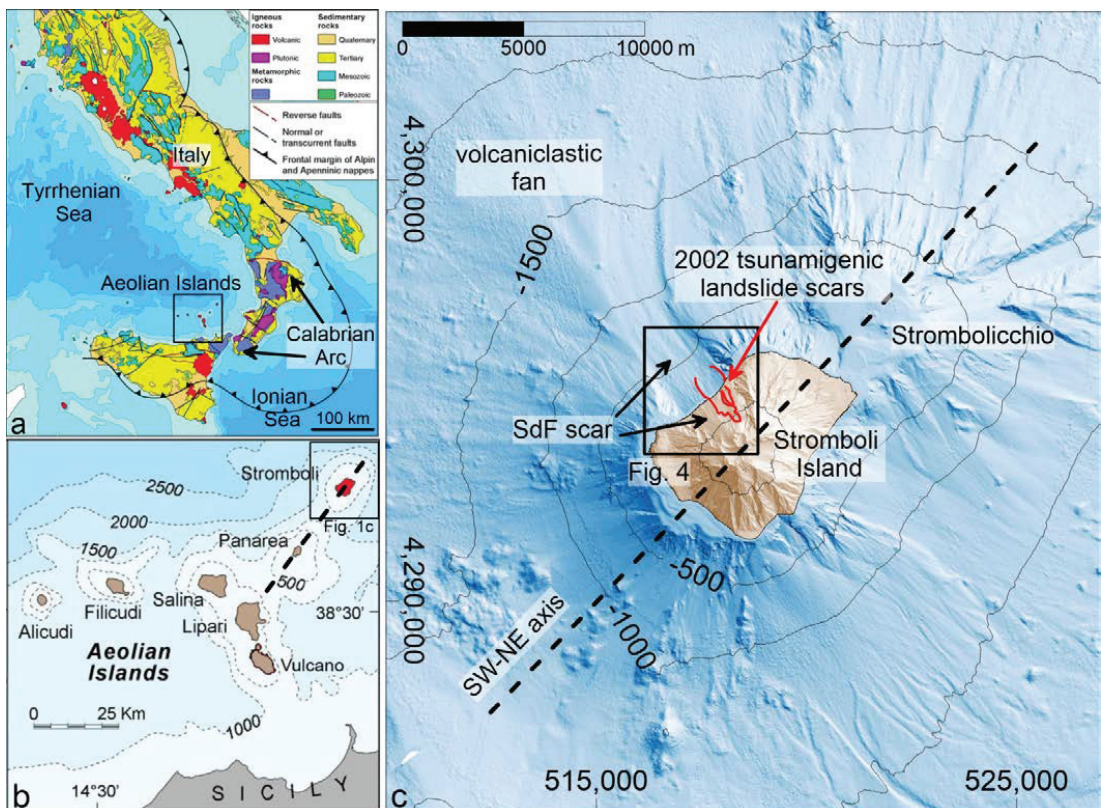 Igneous rocks
Volcanic
Plutonic
Metamorphic rocks
Sedimentary rocks
Quaternary
Tertiary
Mesozoic
Paleozoic
Reverse faults
Normal or
transcurrent faults
Frontal margin of Alpin
and Apenninic nappes
Italy
Tyrrhenian
Sea
Aeolian Islands
Calabrian
Arc
Ionian
Sea
100 km
a
Stromboli
2500
Fig. 1c
2000
Panarea
1500
500
Salina
Filicudi
38°30'
Lipari
Alicudi
Aeolian
Islands
Vulcano
0 25 Km
1000
14°30'
SICILY
b
0 5000 10000 m
4,300,000
volcaniclastic
fan
-1500
2002 tsunamigenic
landslide scars
Strombolicchio
SdF scar
Stromboli
Island
Fig. 4
4,290,000
-500
-1000
SW-NE axis
515,000
525,000
c